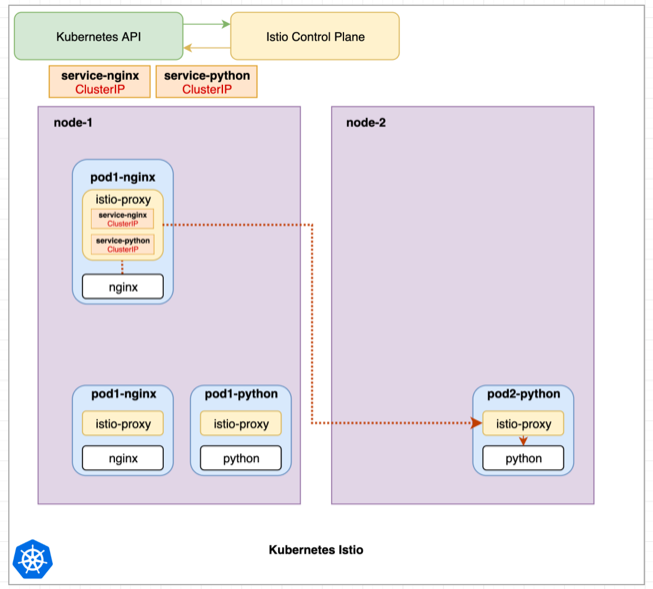 Kubernetes API
Istio Control Plane
service-nginx
ClusterIP
service-python
ClusterIP
node-1
node-2
pod1-nginx
istio-proxy
service-nginx
ClusterIP
service-python
ClusterIP
nginx
pod1-nginx
istio-proxy
nginx
pod1-python
istio-proxy
python
pod2-python
istio-proxy
python
Kubernetes Istio